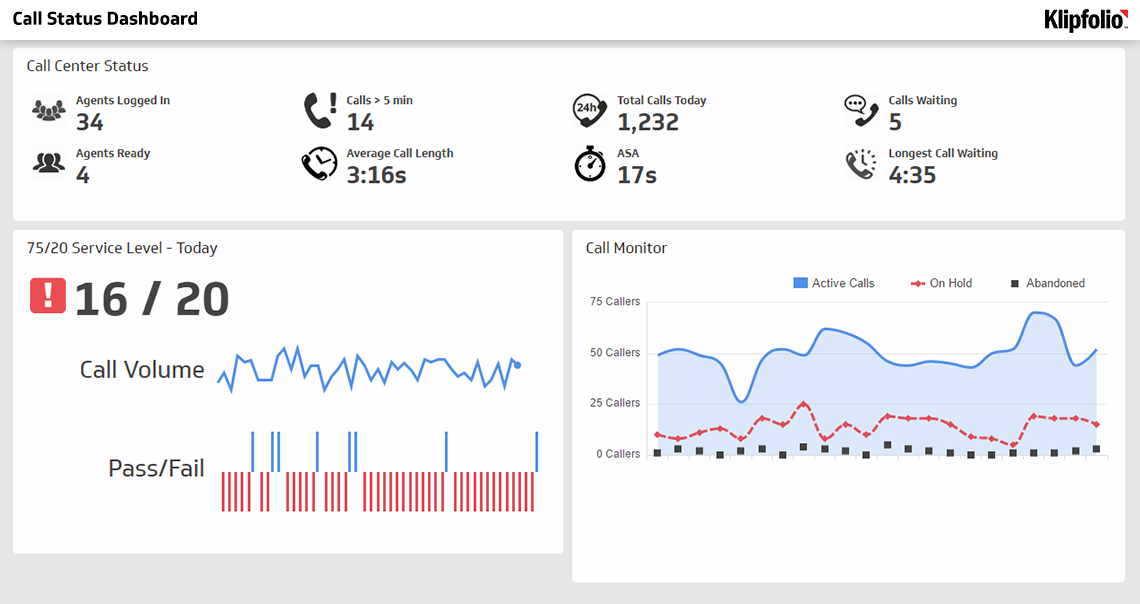 Call Status Dashboard
Klipfolio
Call Center Status
Agents Logged In
34
Calls > 5 min
14
24h
Total Calls Today
1,232
Calls Waiting
5
Agents Ready
4
Average Call Length
3:16s
ASA
17s
Longest Call Waiting
4:35
75/20 Service Level - Today
! 16 / 20
Call Volume
Pass/Fail
Call Monitor
Active Calls On Hold Abandoned
75 Callers
50 Callers
25 Callers
0 Callers